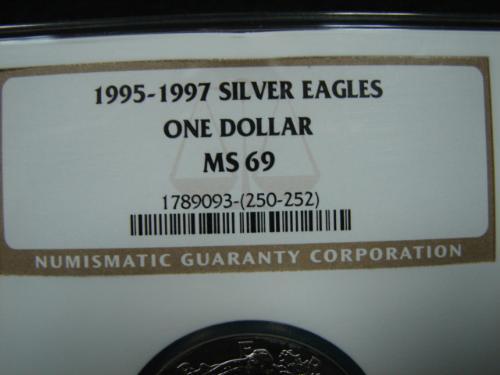 1995-1997 SILVER EAGLES
ONE DOLLAR
MS 69
1789093-(250-252)
NUMISMATIC GUARANTY CORPORATION